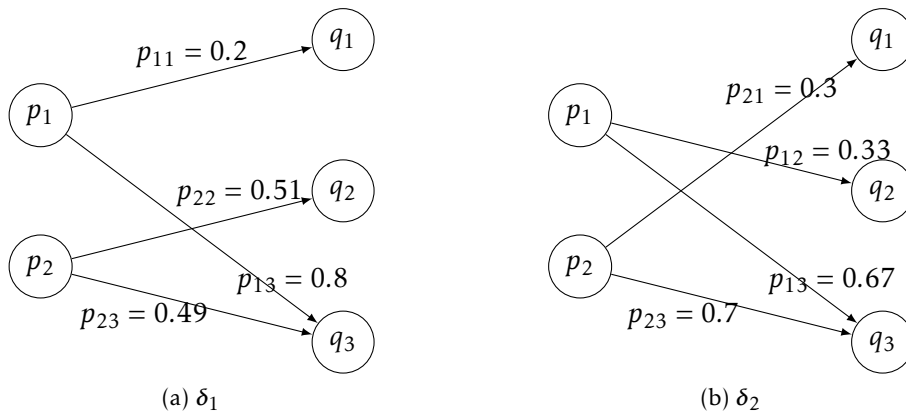 q₁
p₁₁ = 0.2
p₁
p₂₂ = 0.51
q₂
p₂
p₁₃ = 0.8
p₂₃ = 0.49
q₃
(a) δ₁
q₁
p₂₁ = 0.3
p₁
p₁₂ = 0.33
q₂
p₂
p₁₃ = 0.67
p₂₃ = 0.7
q₃
(b) δ₂